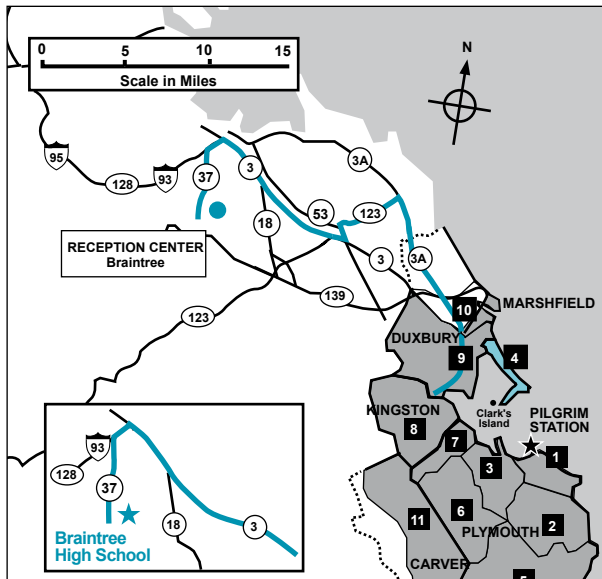 0 5 10 15
Scale in Miles
N
95
128
93
37
3
3A
18
53
123
RECEPTION CENTER
Braintree
3
3A
139
123
MARSHFIELD
10
DUXBURY
9
4
Clark's
Island
KINGSTON
8
7
PILGRIM
STATION
1
3
6
2
PLYMOUTH
11
CARVER
5
93
128
37
18
3
Braintree
High School